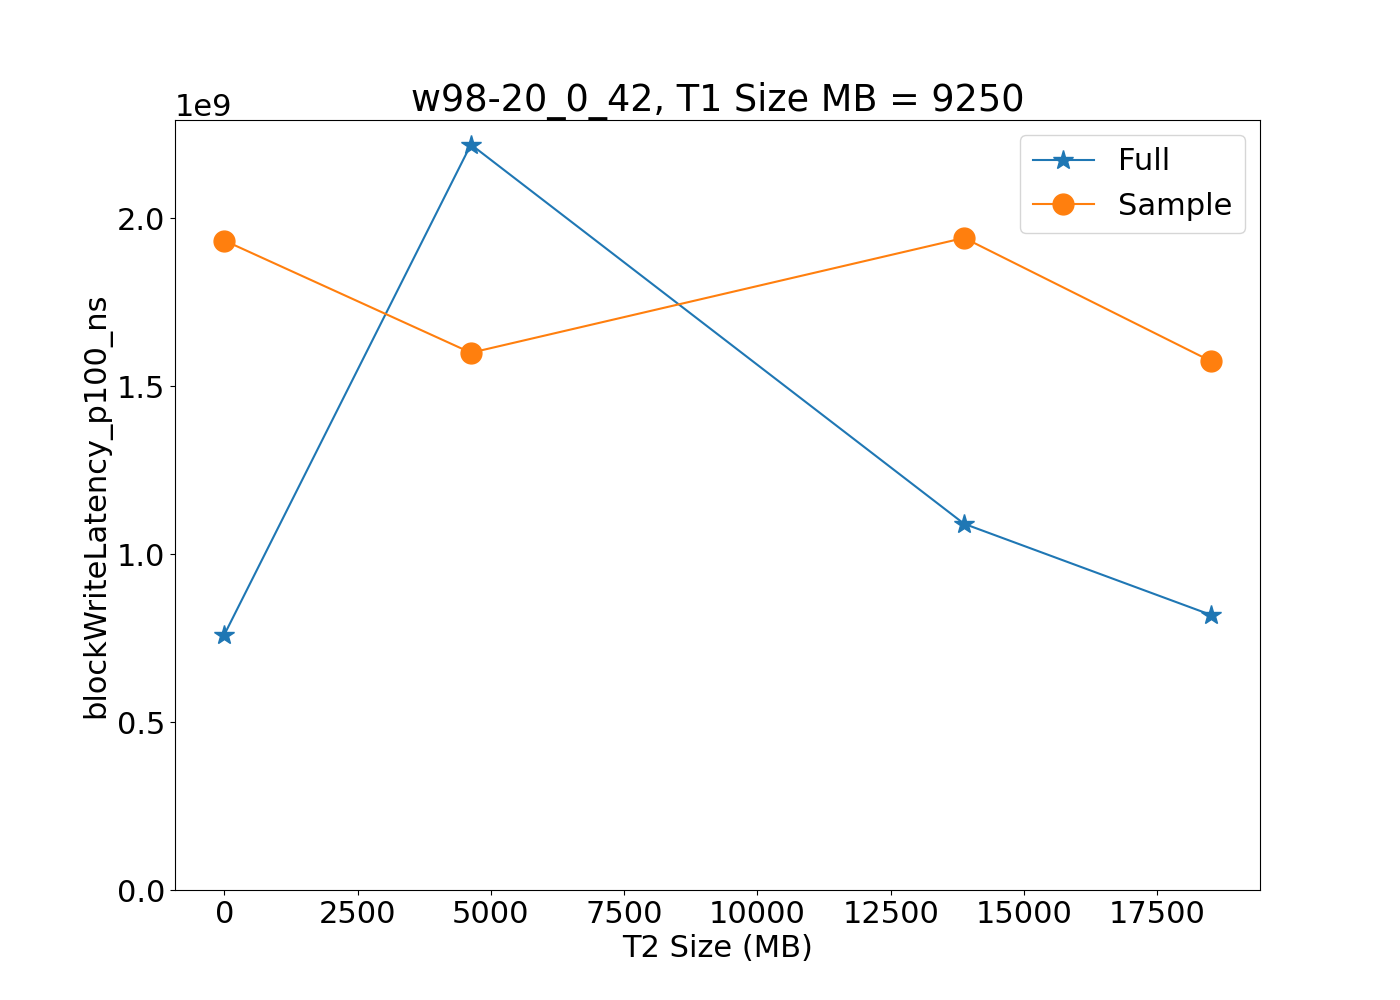 w98-20_0_42, T1 Size MB = 9250
1e9
Full
Sample
2.0
1.5
1.0
0.5
0.0
blockWriteLatency_p100_ns
0 2500 5000 7500 10000 12500 15000 17500
T2 Size (MB)